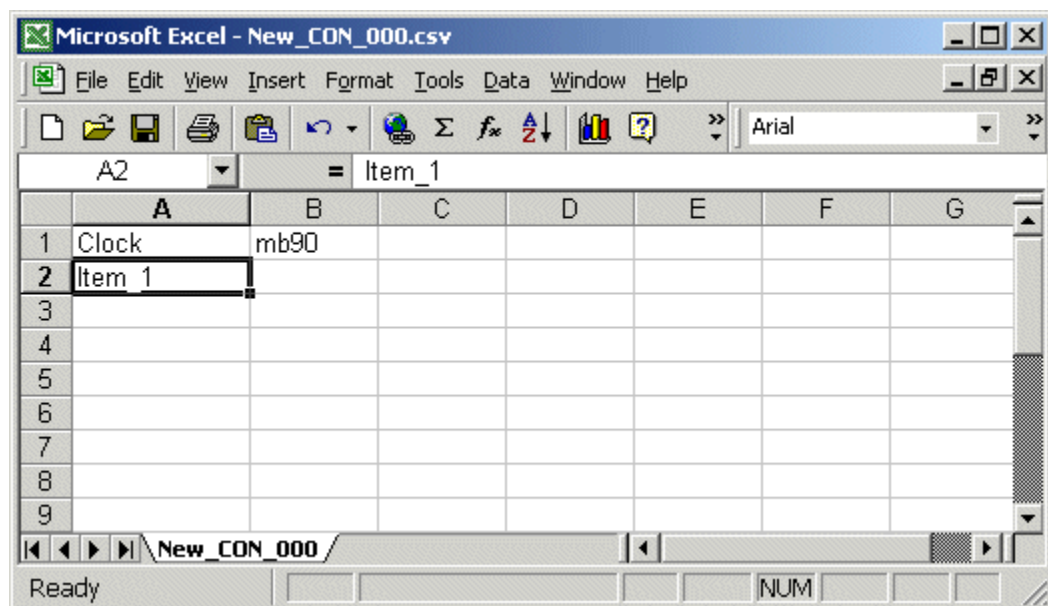 Microsoft Excel - New_CON_000.csv
File Edit View Insert Format Tools Data Window Help
Σ fx A Z ? » Arial »
A2 = Item_1
A B C D E F G
1 Clock mb90
2 Item_1
3
4
5
6
7
8
9
New_CON_000
Ready NUM